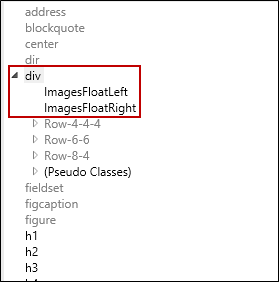 address
blockquote
center
dir
div
ImagesFloatLeft
ImagesFloatRight
Row-4-4-4
Row-6-6
Row-8-4
(Pseudo Classes)
fieldset
figcaption
figure
h1
h2
h3